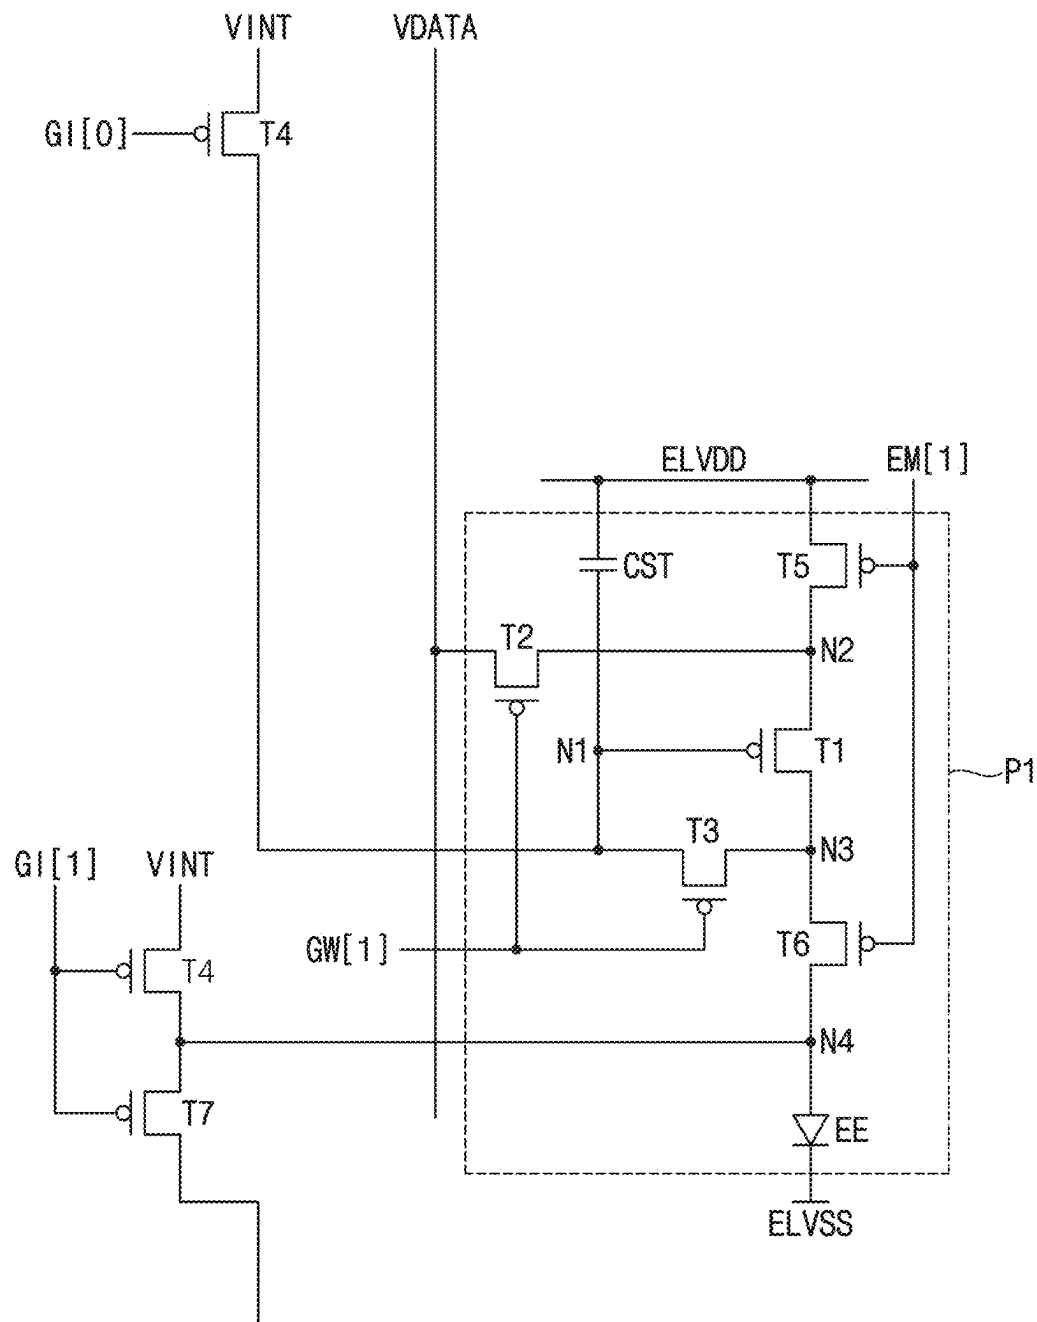 VINT
VDATA
GI[0]
T4
ELVDD
EM[1]
CST
T5
T2
N2
N1
T1
P1
T3
N3
GI[1]
VINT
GW[1]
T6
T4
N4
T7
EE
ELVSS